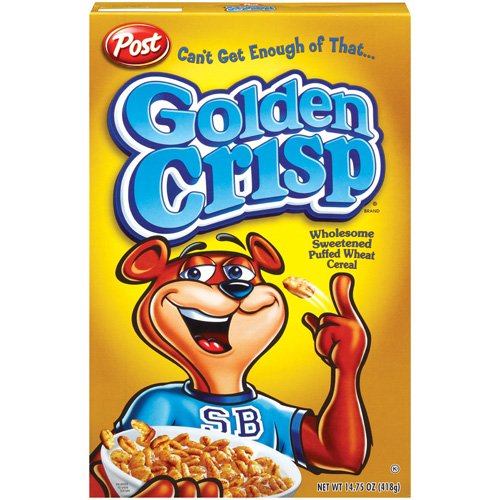 Post
Can't Get Enough of That...
Golden
Crisp
®
BRAND
Wholesome
Sweetened
Puffed Wheat
Cereal
SB
NET WT 14.75 OZ (418g)